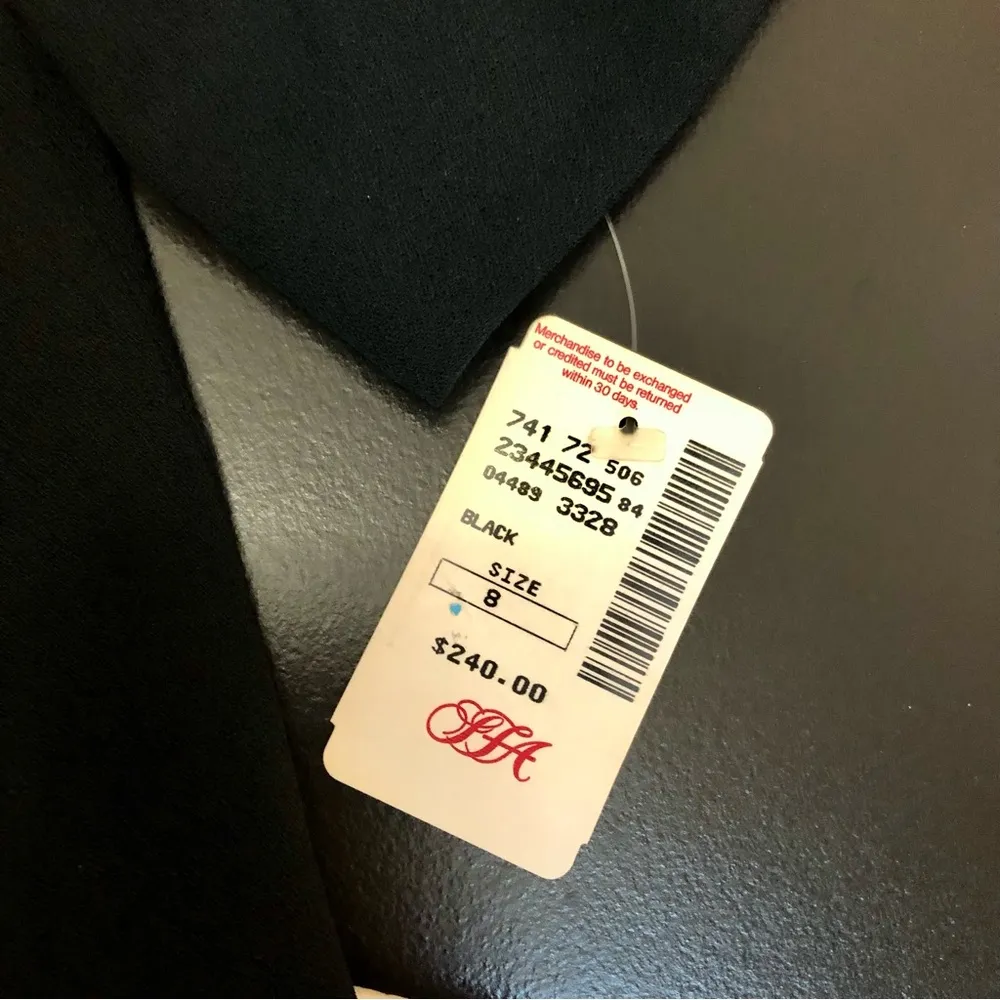 Merchandise to be exchanged
or credited must be returned
within 30 days.
741 72 506
23445695 84
04489 3328
BLACK
SIZE
8
$240.00